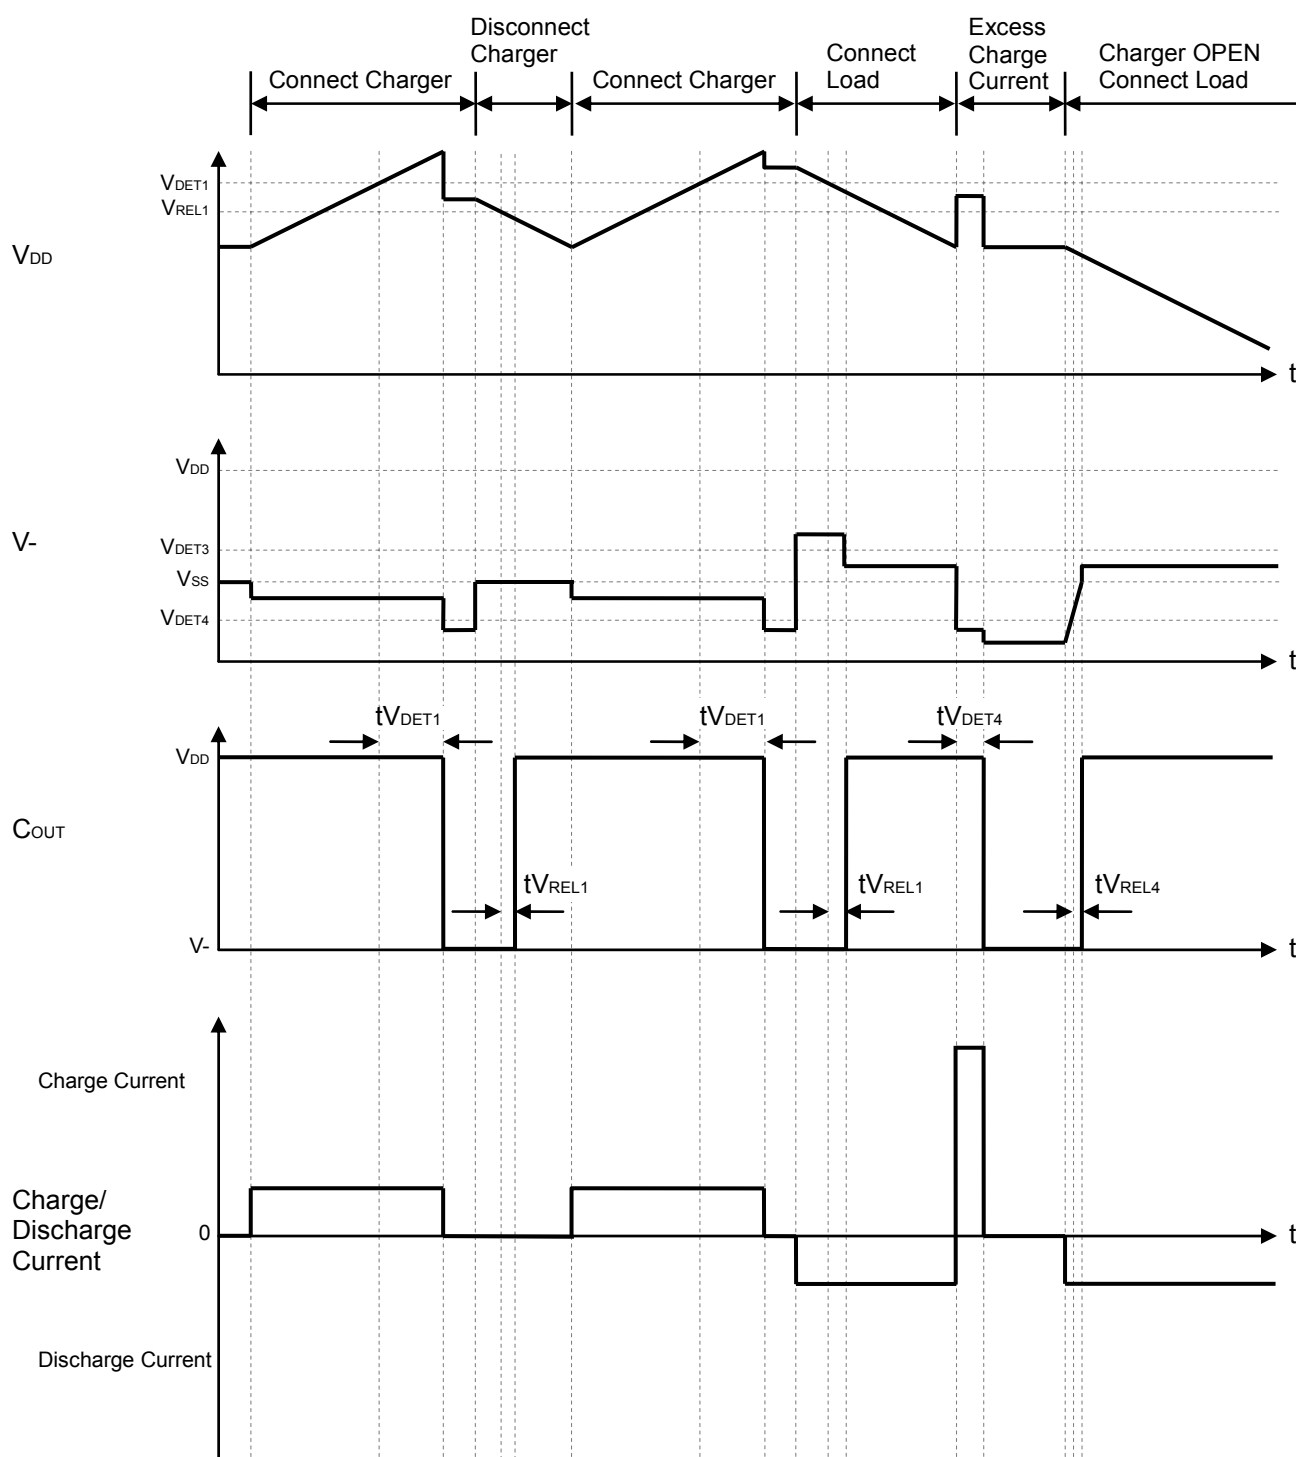 Disconnect
Charger
Excess
Charge
Current
Connect Charger
Connect Charger
Connect
Load
Charger OPEN
Connect Load
VDET1
VREL1
VDD
t
VDD
V-
VDET3
VSS
VDET4
t
tVDET1
tVDET1
tVDET4
VDD
COUT
tVREL1
tVREL1
tVREL4
V-
t
Charge Current
Charge/
Discharge
Current
0
t
Discharge Current